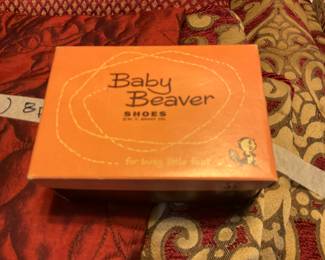 Baby
Beaver
SHOES
for busy little feet